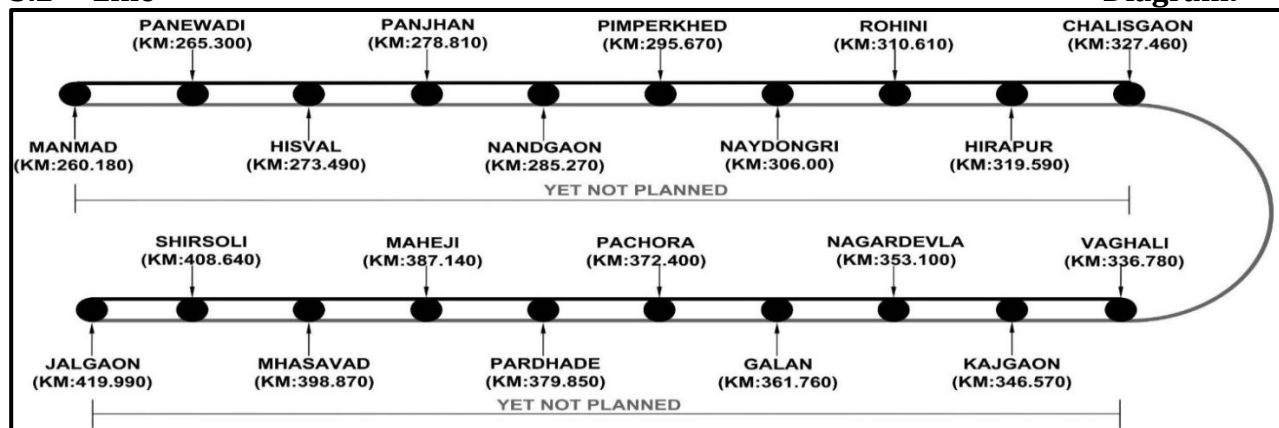 PANEWADI
(KM:265.300)
PANJHAN
(KM:278.810)
PIMPERKHED
(KM:295.670)
ROHINI
(KM:310.610)
CHALISGAON
(KM:327.460)
MANMAD
(KM:260.180)
HISVAL
(KM:273.490)
NANDGAON
(KM:285.270)
NAYDONGRI
(KM:306.00)
HIRAPUR
(KM:319.590)
YET NOT PLANNED
SHIRSOLI
(KM:408.640)
MAHEJI
(KM:387.140)
PACHORA
(KM:372.400)
NAGARDEVLA
(KM:353.100)
VAGHALI
(KM:336.780)
JALGAON
(KM:419.990)
MHASAVAD
(KM:398.870)
PARDHADE
(KM:379.850)
GALAN
(KM:361.760)
KAJGAON
(KM:346.570)
YET NOT PLANNED